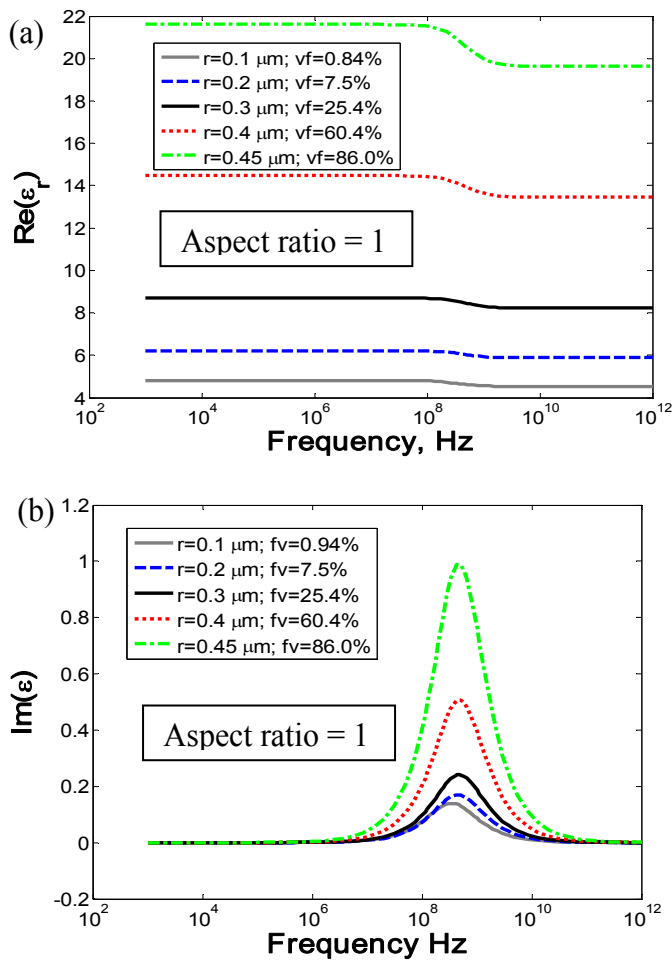 (a)
22
20
18
16
14
12
10
8
6
4
Re(εr)
r=0.1 μm; vf=0.84%
r=0.2 μm; vf=7.5%
r=0.3 μm; vf=25.4%
r=0.4 μm; vf=60.4%
r=0.45 μm; vf=86.0%
Aspect ratio = 1
10^2 10^4 10^6 10^8 10^10 10^12
Frequency, Hz
(b)
1.2
1
0.8
0.6
0.4
0.2
0
-0.2
Im(ε)
r=0.1 μm; fv=0.94%
r=0.2 μm; fv=7.5%
r=0.3 μm; fv=25.4%
r=0.4 μm; fv=60.4%
r=0.45 μm; fv=86.0%
Aspect ratio = 1
10^2 10^4 10^6 10^8 10^10 10^12
Frequency Hz